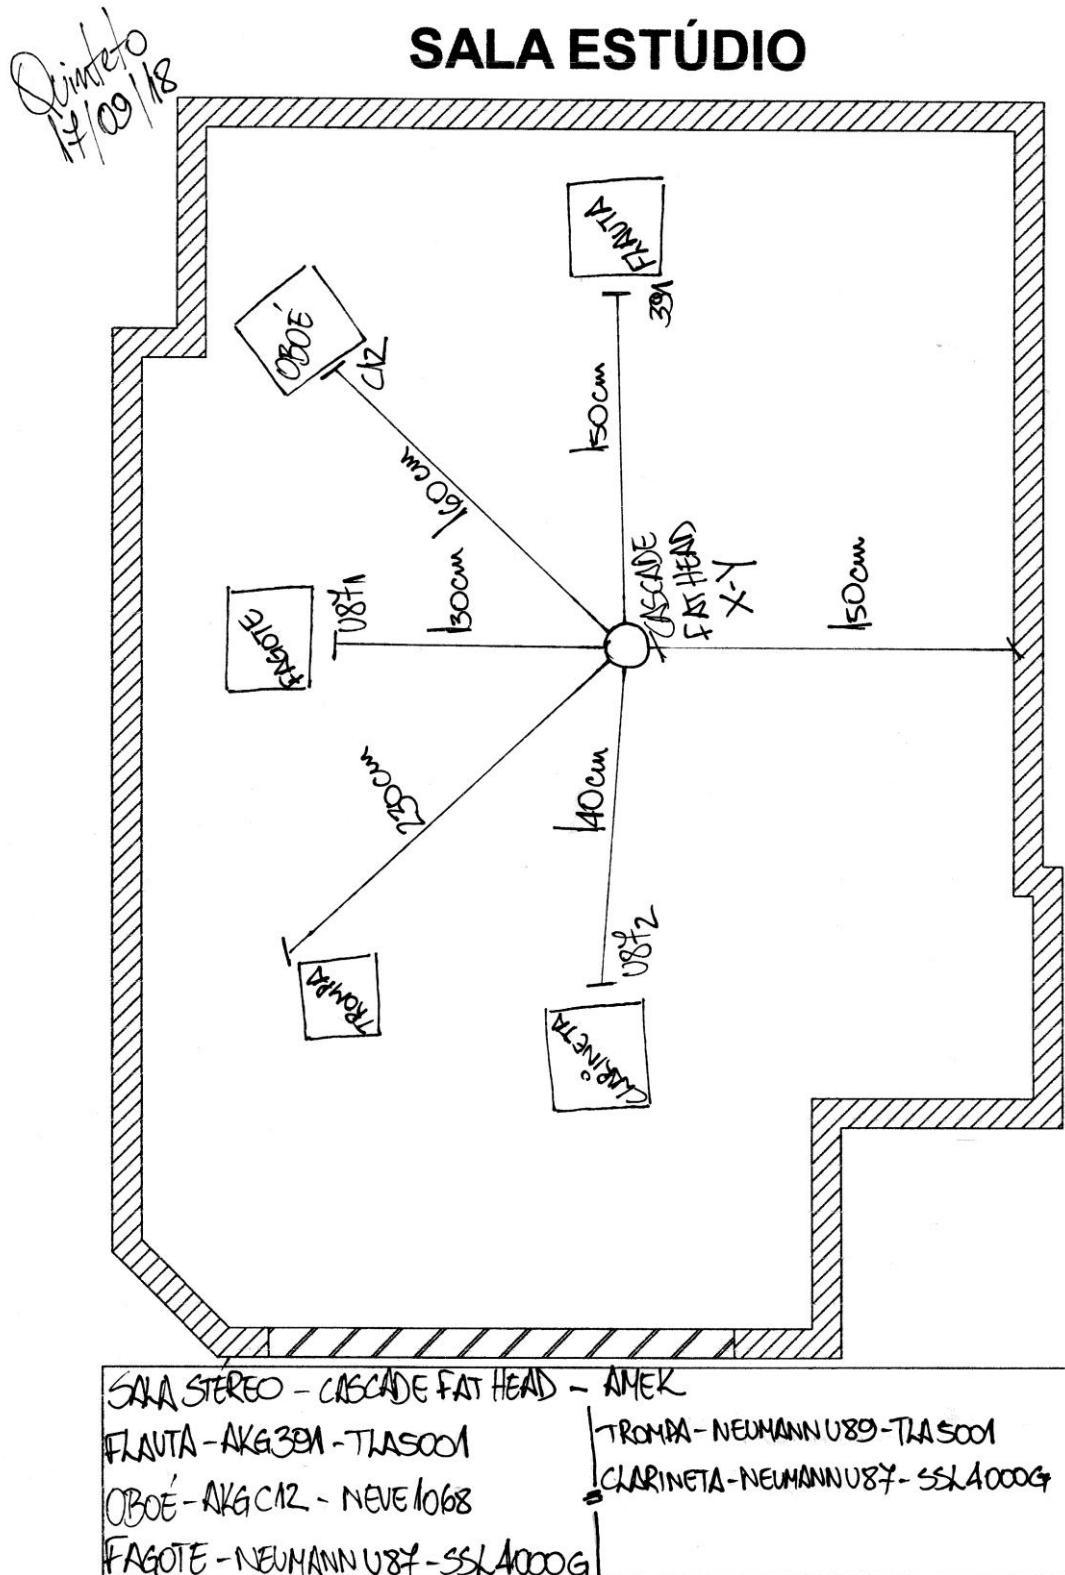 SALA ESTÚDIO
Quinteto
17/09/18
FLAUTA
391
150cm
OBOÉ
C12
160cm
CASCADE
FAT HEAD
X-Y
150cm
FAGOTE
U87 1
130cm
230cm
140cm
TROMPA
U87 2
CLARINETA
SALA STÉREO - CASCADE FAT HEAD - AMEK
FLAUTA - AKG391 - TLA5001
OBOÉ - AKG C12 - NEVE 1068
FAGOTE - NEUMANN U87 - SSL4000G
TROMPA - NEUMANN U89 - TLA5001
CLARINETA - NEUMANN U87 - SSL4000G